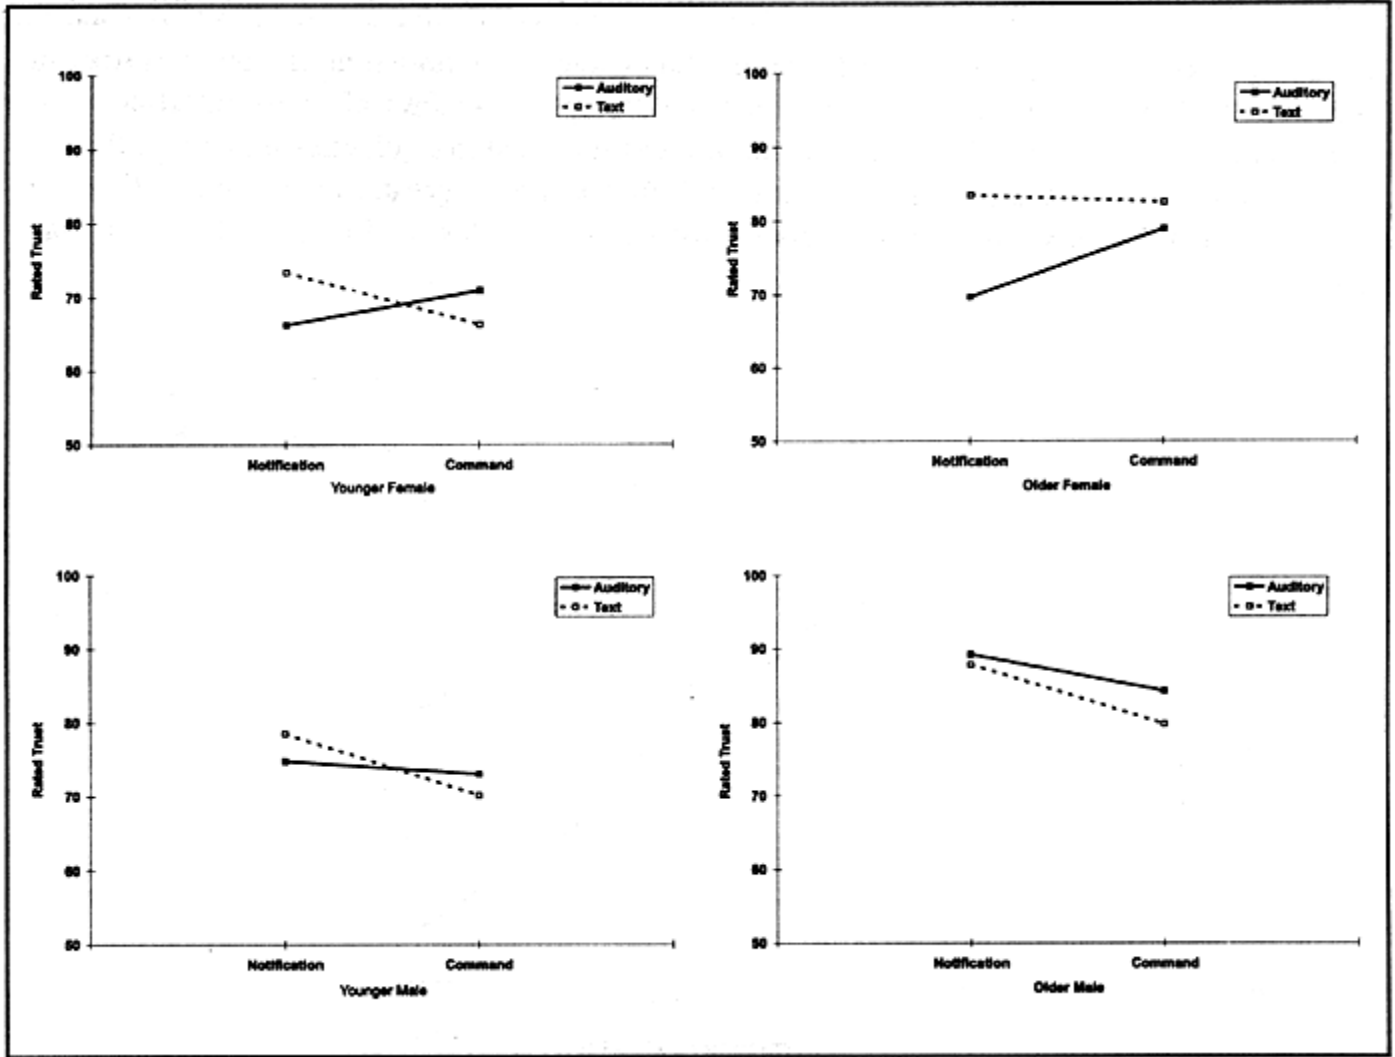 100
90
80
70
60
50
Rated Trust
Auditory
Text
Notification Command
Younger Female
100
90
80
70
60
50
Rated Trust
Auditory
Text
Notification Command
Older Female
100
90
80
70
60
50
Rated Trust
Auditory
Text
Notification Command
Younger Male
100
90
80
70
60
50
Rated Trust
Auditory
Text
Notification Command
Older Male